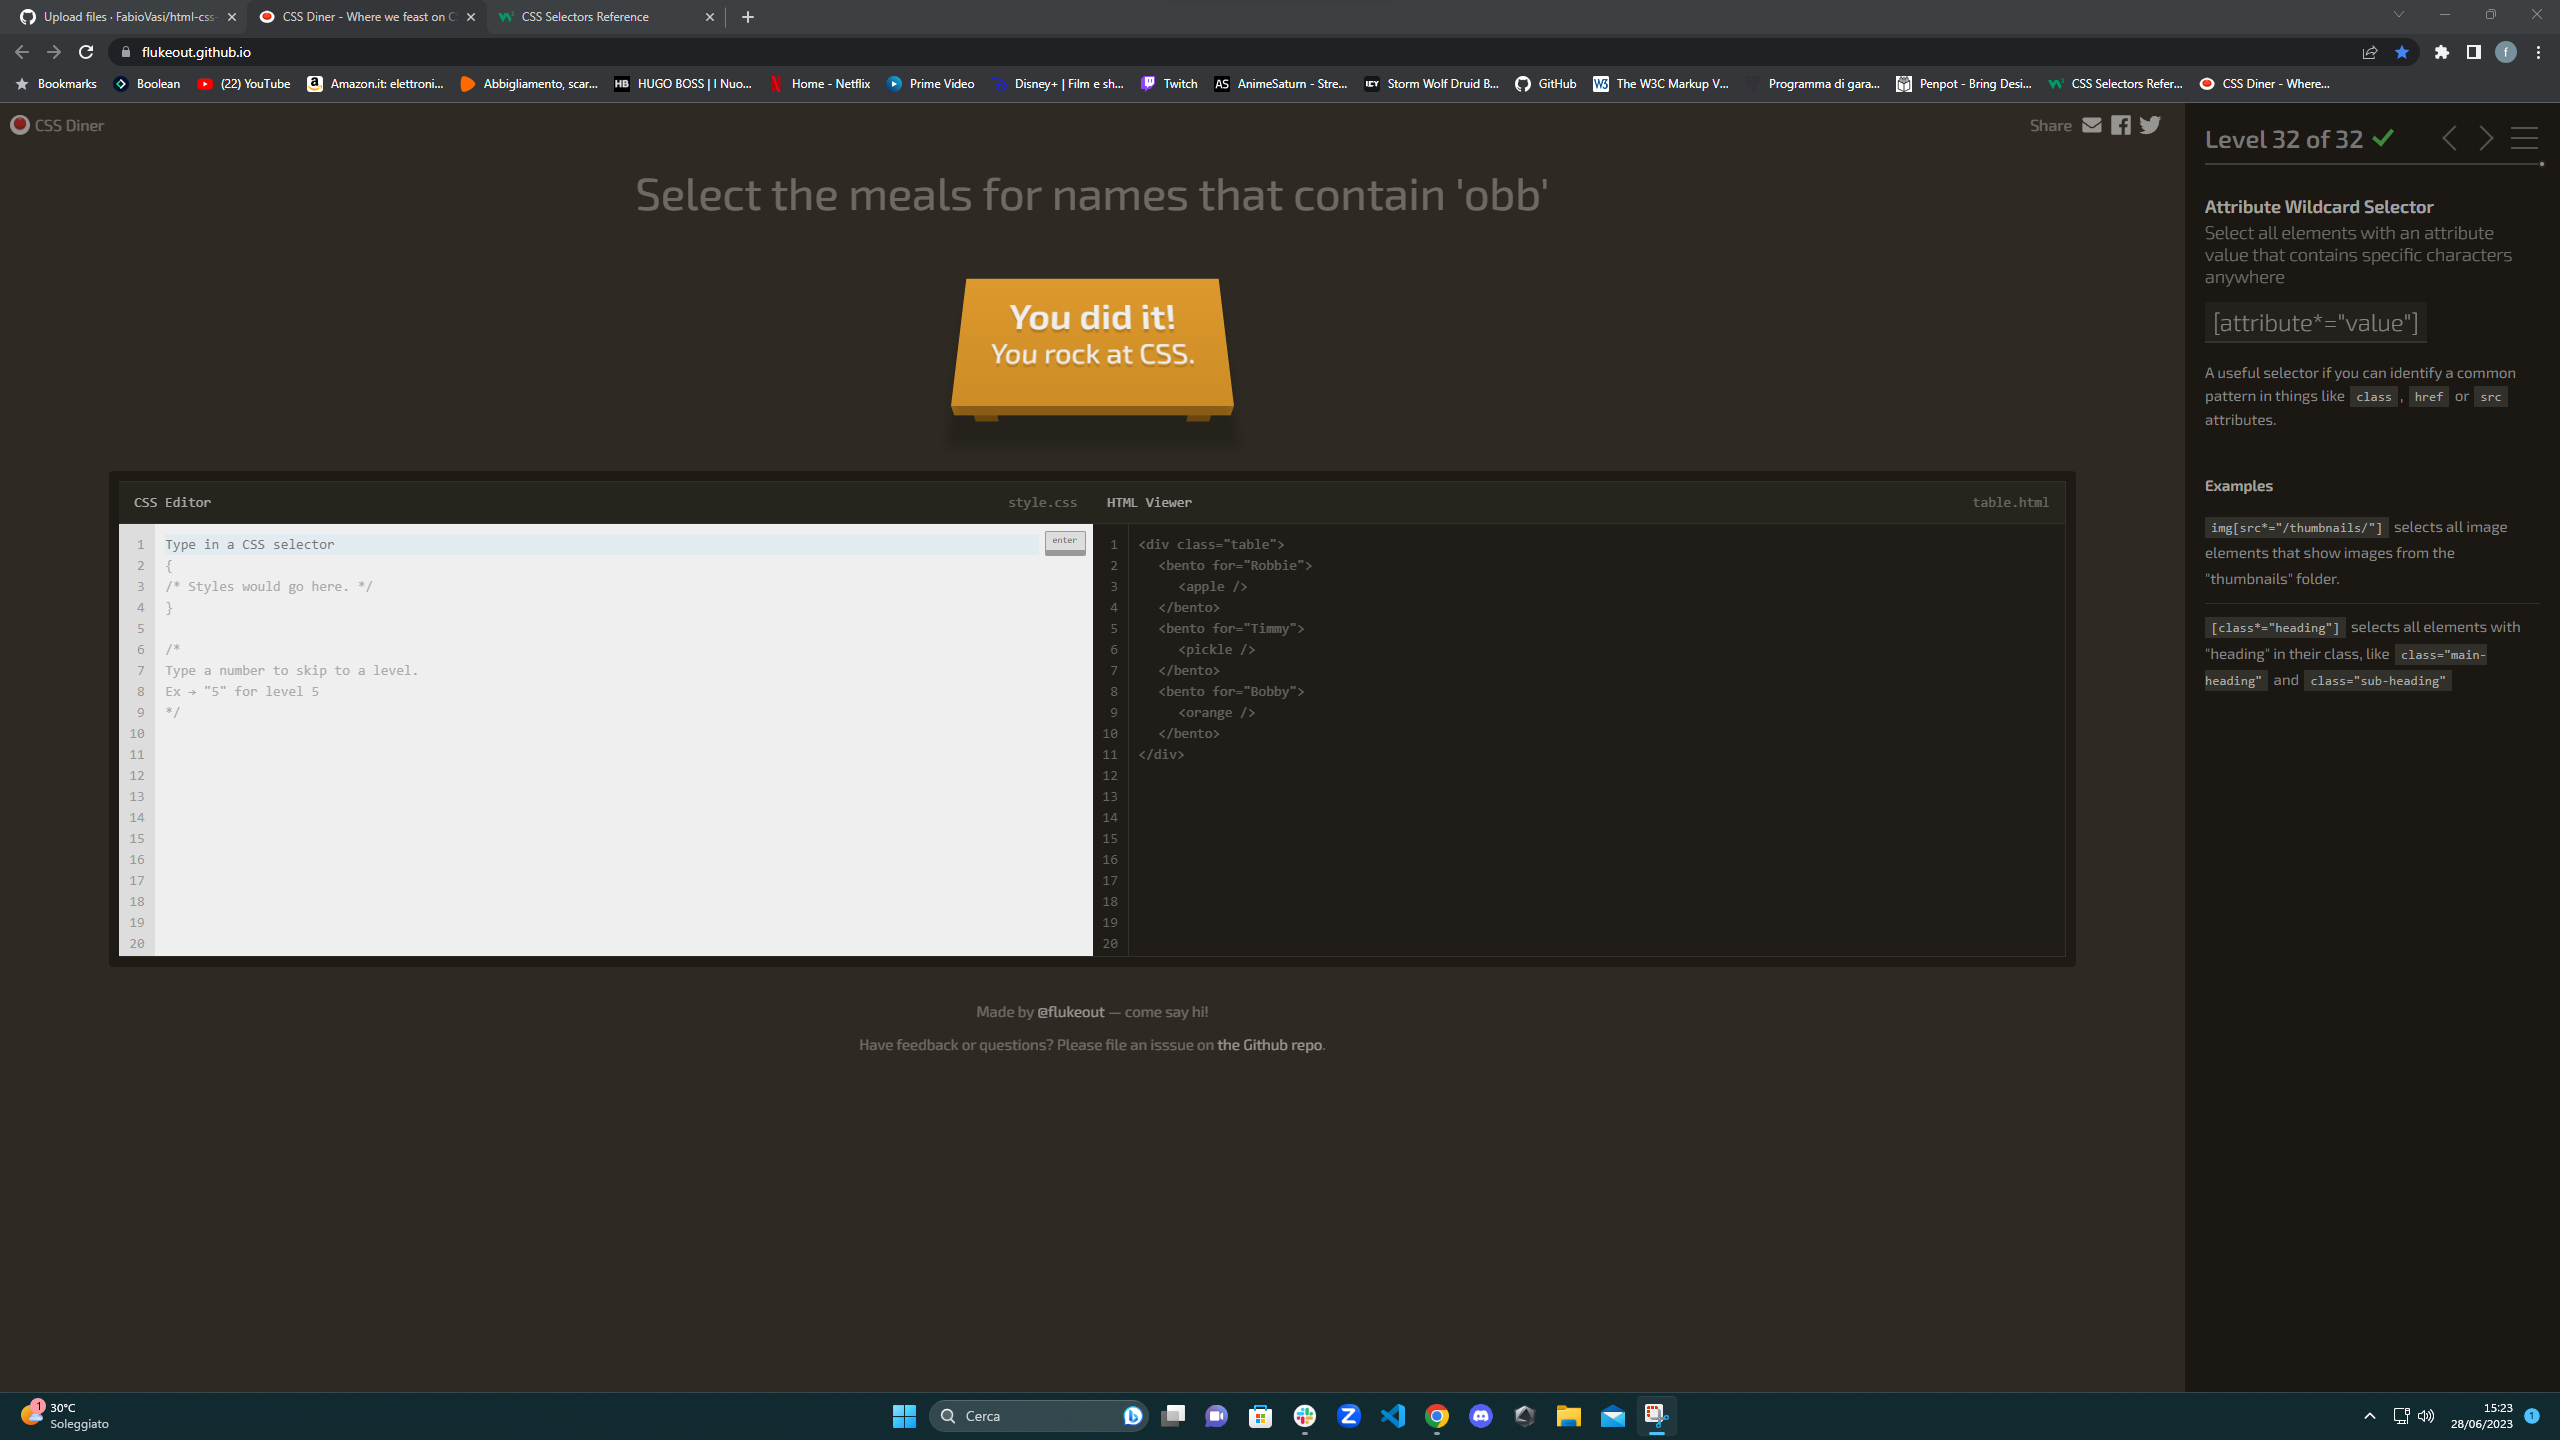 Upload files · FabioVasi/html-css-
CSS Diner - Where we feast on CS
CSS Selectors Reference
flukeout.github.io
f
Bookmarks
Boolean
(22) YouTube
Amazon.it: elettroni...
Abbigliamento, scar...
HB HUGO BOSS | I Nuo...
Home - Netflix
Prime Video
Disney+ | Film e sh...
Twitch
AS AnimeSaturn - Stre...
ICY Storm Wolf Druid B...
GitHub
W3 The W3C Markup V...
Programma di gara...
Penpot - Bring Desi...
CSS Selectors Refer...
CSS Diner - Where...
CSS Diner
Share
Select the meals for names that contain 'obb'
You did it!
You rock at CSS.
CSS Editor
style.css
1 Type in a CSS selector
enter
2 {
3 /* Styles would go here. */
4 }
5
6 /*
7 Type a number to skip to a level.
8 Ex → "5" for level 5
9 */
10
11
12
13
14
15
16
17
18
19
20
HTML Viewer
table.html
1 <div class="table">
2 <bento for="Robbie">
3 <apple />
4 </bento>
5 <bento for="Timmy">
6 <pickle />
7 </bento>
8 <bento for="Bobby">
9 <orange />
10 </bento>
11 </div>
12
13
14
15
16
17
18
19
20
Made by @flukeout — come say hi!
Have feedback or questions? Please file an isssue on the Github repo.
Level 32 of 32
Attribute Wildcard Selector
Select all elements with an attribute
value that contains specific characters
anywhere
[attribute*="value"]
A useful selector if you can identify a common
pattern in things like class , href or src
attributes.
Examples
img[src*="/thumbnails/"] selects all image
elements that show images from the
"thumbnails" folder.
[class*="heading"] selects all elements with
"heading" in their class, like class="main-
heading" and class="sub-heading"
1
30°C
Soleggiato
Cerca
15:23
28/06/2023
1